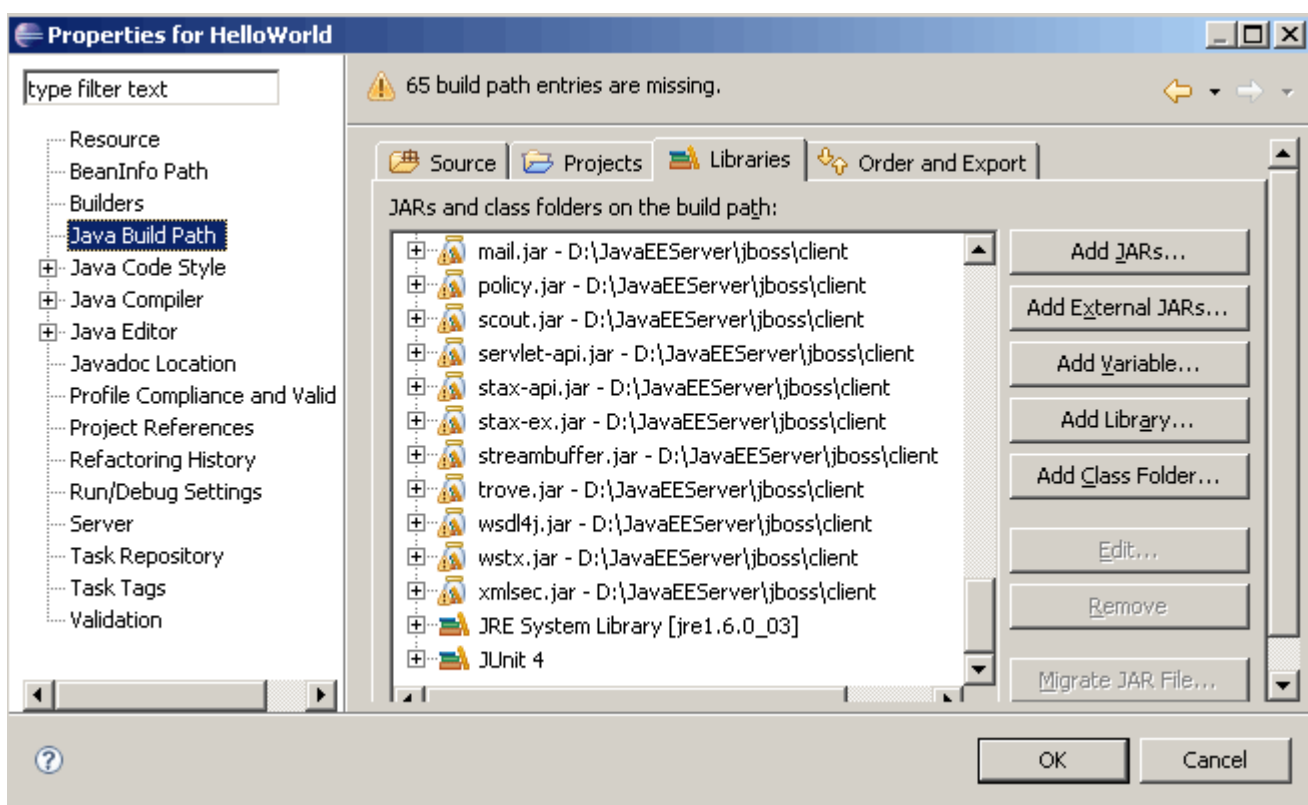 Properties for HelloWorld
type filter text
65 build path entries are missing.
Resource
BeanInfo Path
Builders
Java Build Path
Java Code Style
Java Compiler
Java Editor
Javadoc Location
Profile Compliance and Valid
Project References
Refactoring History
Run/Debug Settings
Server
Task Repository
Task Tags
Validation
Source Projects Libraries Order and Export
JARs and class folders on the build path:
mail.jar - D:\JavaEEServer\jboss\client
policy.jar - D:\JavaEEServer\jboss\client
scout.jar - D:\JavaEEServer\jboss\client
servlet-api.jar - D:\JavaEEServer\jboss\client
stax-api.jar - D:\JavaEEServer\jboss\client
stax-ex.jar - D:\JavaEEServer\jboss\client
streambuffer.jar - D:\JavaEEServer\jboss\client
trove.jar - D:\JavaEEServer\jboss\client
wsdl4j.jar - D:\JavaEEServer\jboss\client
wstx.jar - D:\JavaEEServer\jboss\client
xmlsec.jar - D:\JavaEEServer\jboss\client
JRE System Library [jre1.6.0_03]
JUnit 4
Add JARs...
Add External JARs...
Add Variable...
Add Library...
Add Class Folder...
Edit...
Remove
Migrate JAR File...
OK Cancel